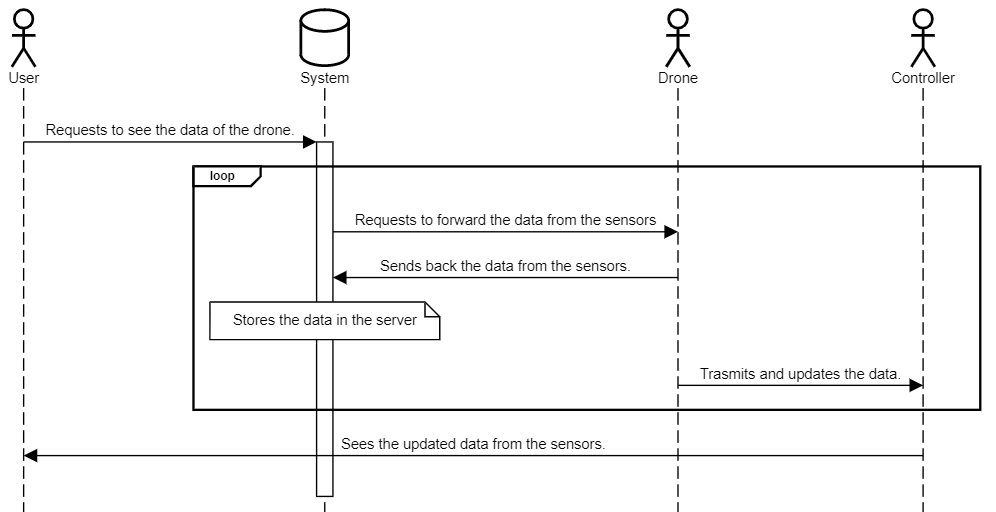 User
System
Drone
Controller
Requests to see the data of the drone.
loop
Requests to forward the data from the sensors
Sends back the data from the sensors.
Stores the data in the server
Trasmits and updates the data.
Sees the updated data from the sensors.